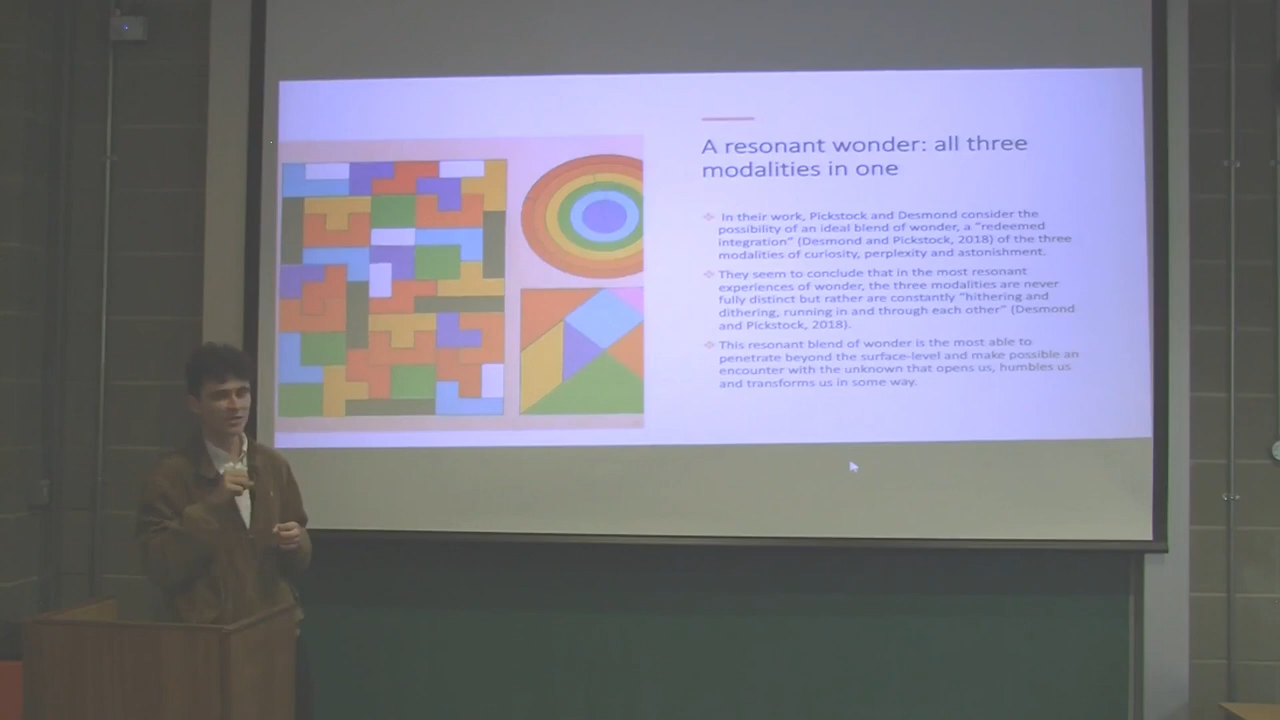 A resonant wonder: all three
modalities in one
In their work, Pickstock and Desmond consider the
possibility of an ideal blend of wonder, a “redeemed
integration” (Desmond and Pickstock, 2018) of the three
modalities of curiosity, perplexity and astonishment.
They seem to conclude that in the most resonant
experiences of wonder, the three modalities are never
fully distinct but rather are constantly “hithering and
dithering, running in and through each other” (Desmond
and Pickstock, 2018).
This resonant blend of wonder is the most able to
penetrate beyond the surface-level and make possible an
encounter with the unknown that opens us, humbles us
and transforms us in some way.